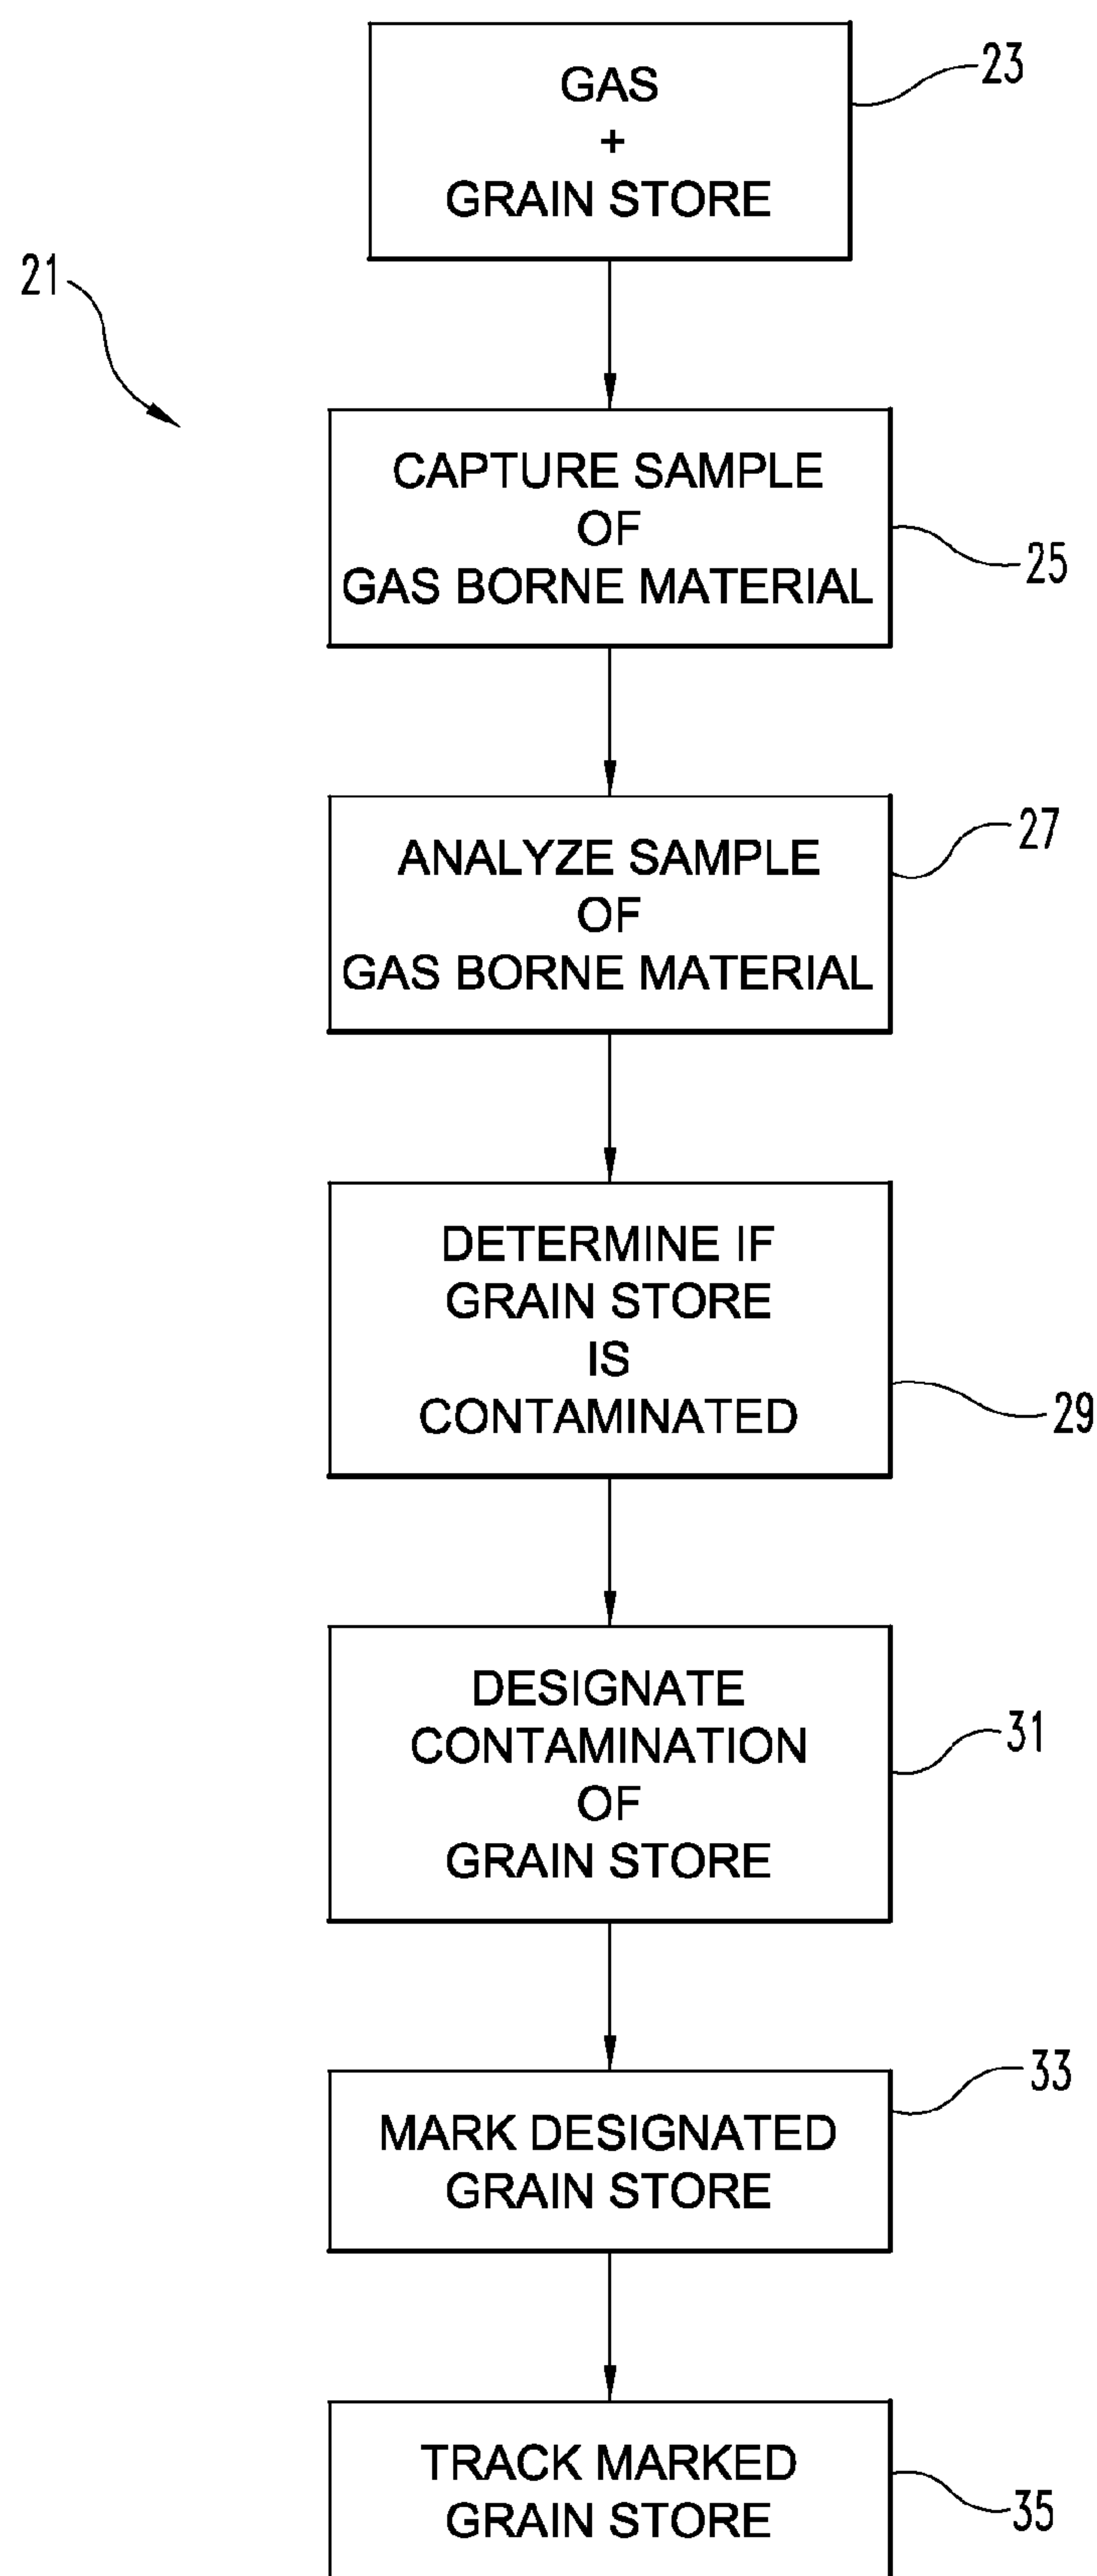 GAS
+
GRAIN STORE
23
21
CAPTURE SAMPLE
OF
GAS BORNE MATERIAL
25
ANALYZE SAMPLE
OF
GAS BORNE MATERIAL
27
DETERMINE IF
GRAIN STORE
IS
CONTAMINATED
29
DESIGNATE
CONTAMINATION
OF
GRAIN STORE
31
MARK DESIGNATED
GRAIN STORE
33
TRACK MARKED
GRAIN STORE
35